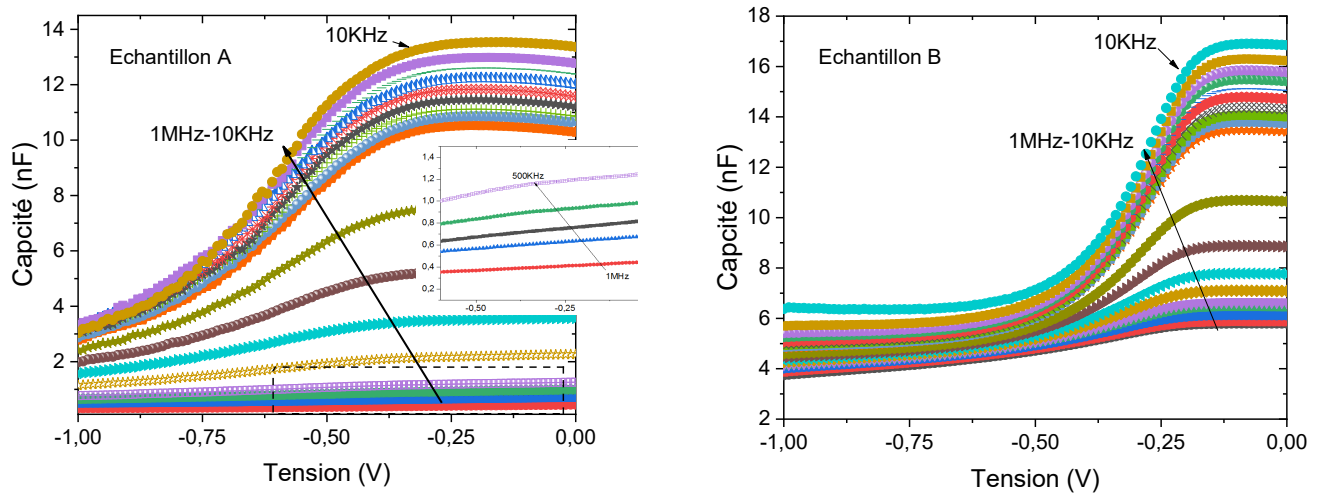 14
12
10
8
6
4
2
Capcité (nF)
Echantillon A
10KHz
1MHz-10KHz
1,4
1,2
1,0
0,8
0,6
0,4
0,2
500KHz
1MHz
-0,50
-0,25
-1,00
-0,75
-0,50
-0,25
0,00
Tension (V)
18
16
14
12
10
8
6
4
2
Capacité (nF)
Echantillon B
10KHz
1MHz-10KHz
-1,00
-0,75
-0,50
-0,25
0,00
Tension (V)